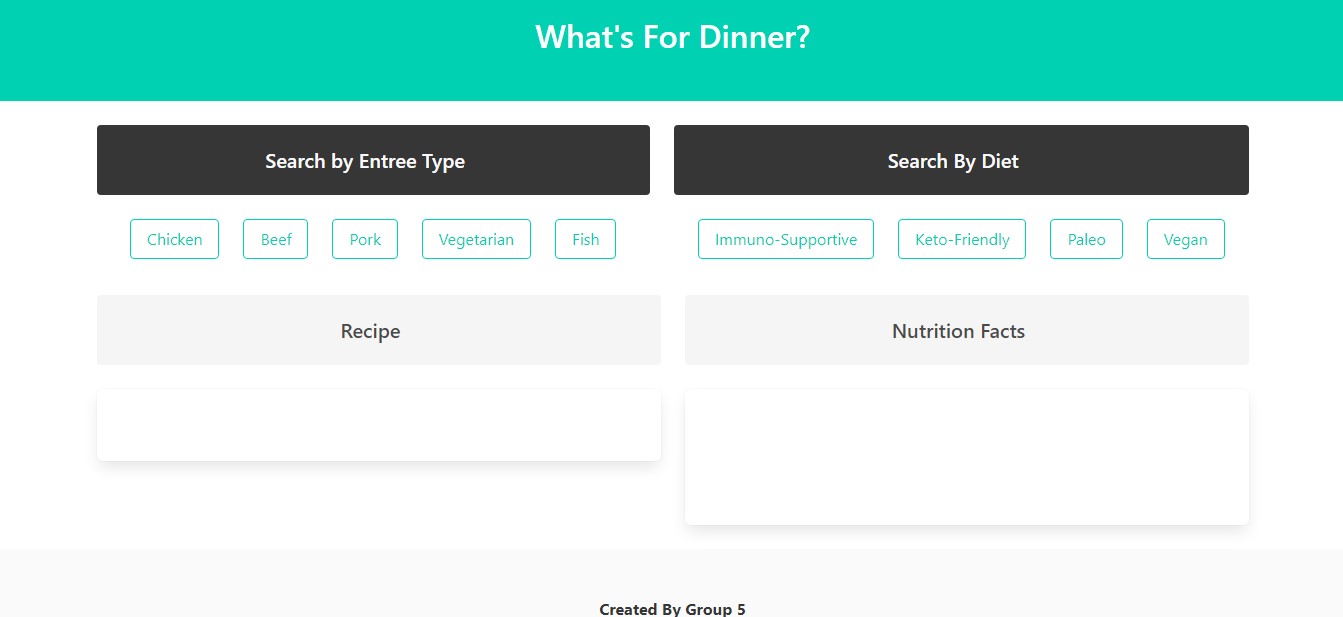 What's For Dinner?
Search by Entree Type
Search By Diet
Chicken Beef Pork Vegetarian Fish
Immuno-Supportive Keto-Friendly Paleo Vegan
Recipe
Nutrition Facts
Created By Group 5